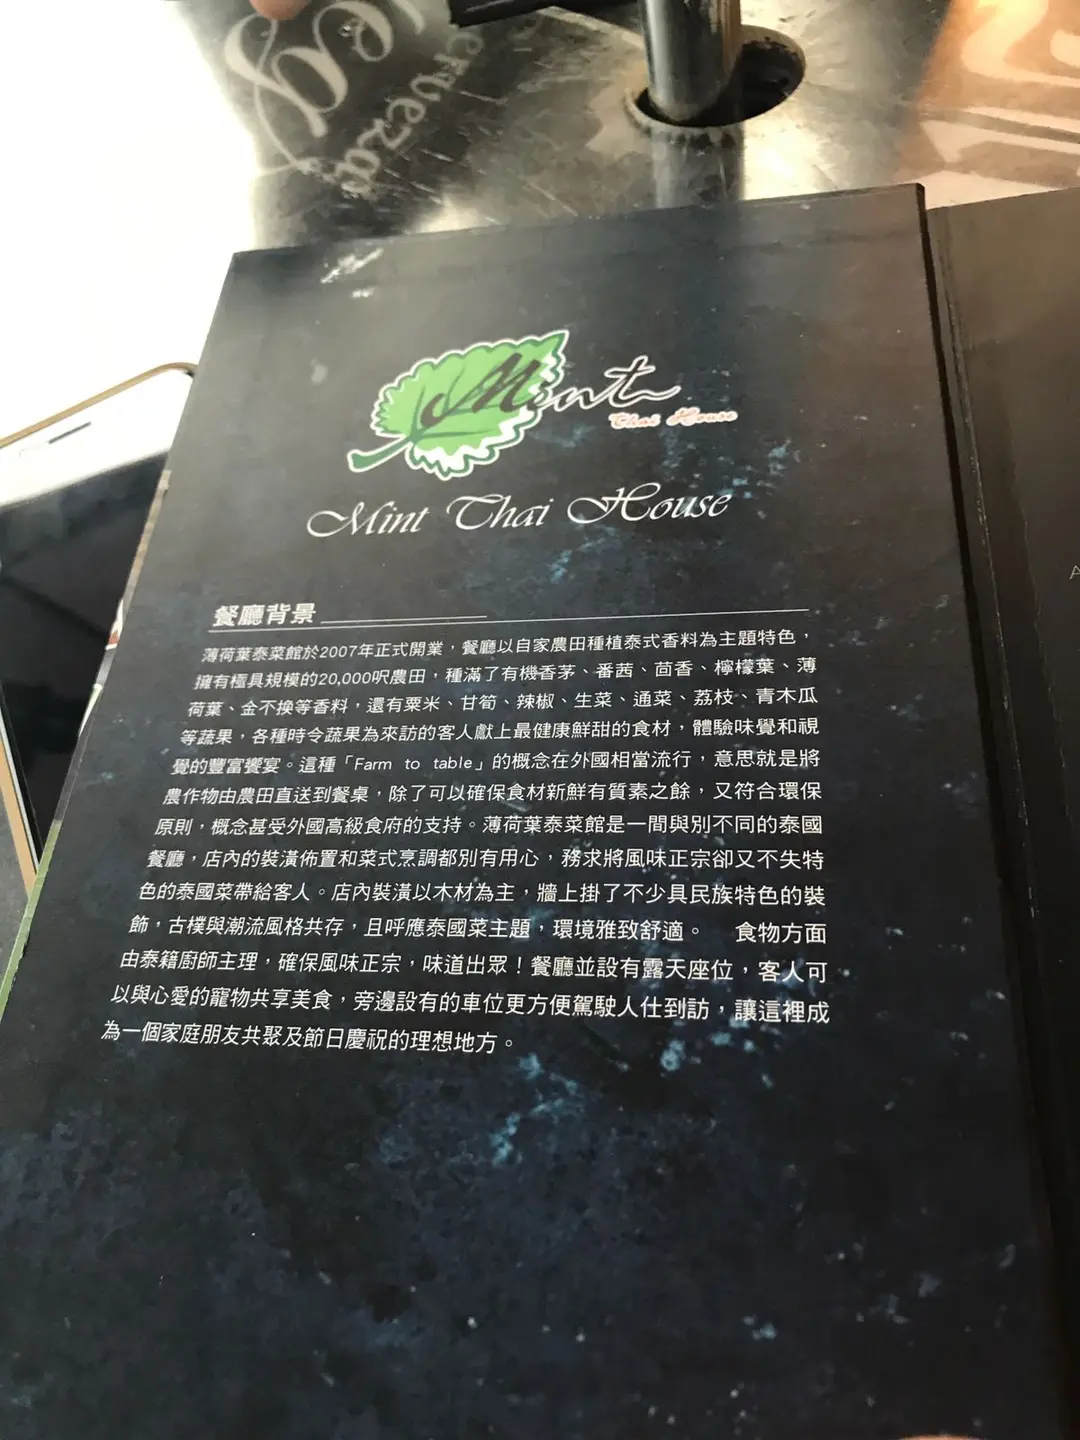 Mint
Thai House
Mint Thai House
餐廳背景
薄荷葉泰菜館於2007年正式開業，餐廳以自家農田種植泰式香料為主題特色，
擁有極具規模的20,000呎農田，種滿了有機香茅、番茜、茴香、檸檬葉、薄
荷葉、金不換等香料，還有粟米、甘筍、辣椒、生菜、通菜、荔枝、青木瓜
等蔬果，各種時令蔬果為來訪的客人獻上最健康鮮甜的食材，體驗味覺和視
覺的豐富饗宴。這種「Farm to table」的概念在外國相當流行，意思就是將
農作物由農田直送到餐桌，除了可以確保食材新鮮有質素之餘，又符合環保
原則，概念甚受外國高級食府的支持。薄荷葉泰菜館是一間與別不同的泰國
餐廳，店內的裝潢佈置和菜式烹調都別有用心，務求將風味正宗卻又不失特
色的泰國菜帶給客人。店內裝潢以木材為主，牆上掛了不少具民族特色的裝
飾，古樸與潮流風格共存，且呼應泰國菜主題，環境雅致舒適。 食物方面
由泰籍廚師主理，確保風味正宗，味道出眾！餐廳並設有露天座位，客人可
以與心愛的寵物共享美食，旁邊設有的車位更方便駕駛人仕到訪，讓這裡成
為一個家庭朋友共聚及節日慶祝的理想地方。